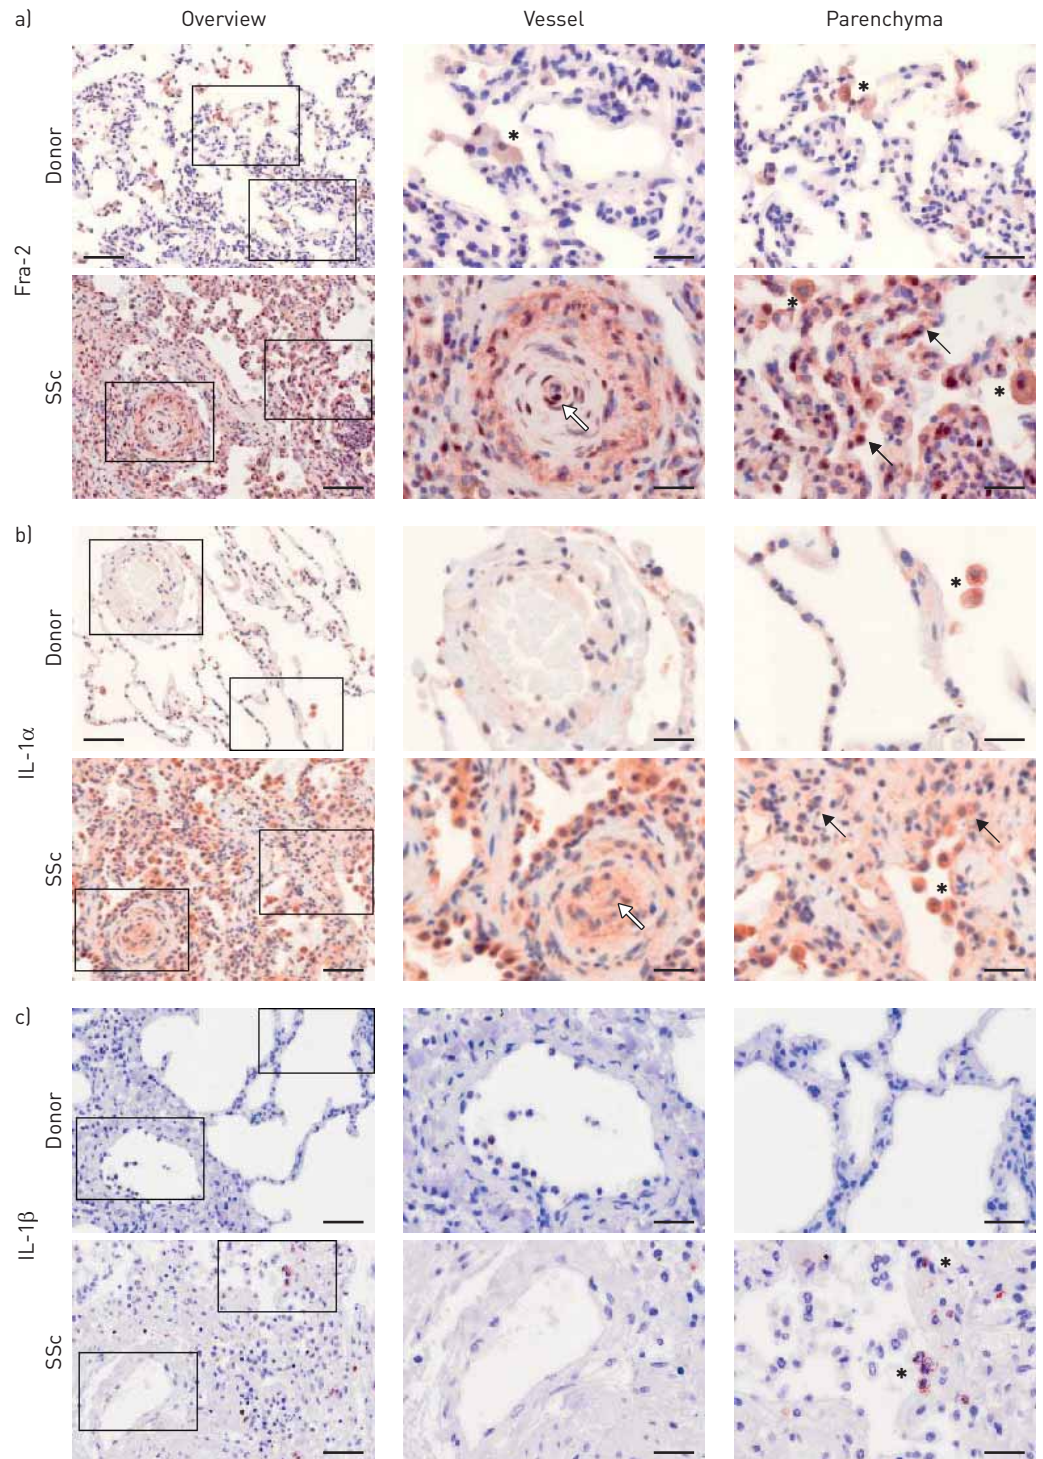 a)
Overview
Vessel
Parenchyma
Fra-2
Donor
*
*
SSc
*
*
b)
IL-1α
Donor
*
SSc
*
c)
IL-1β
Donor
SSc
*
*